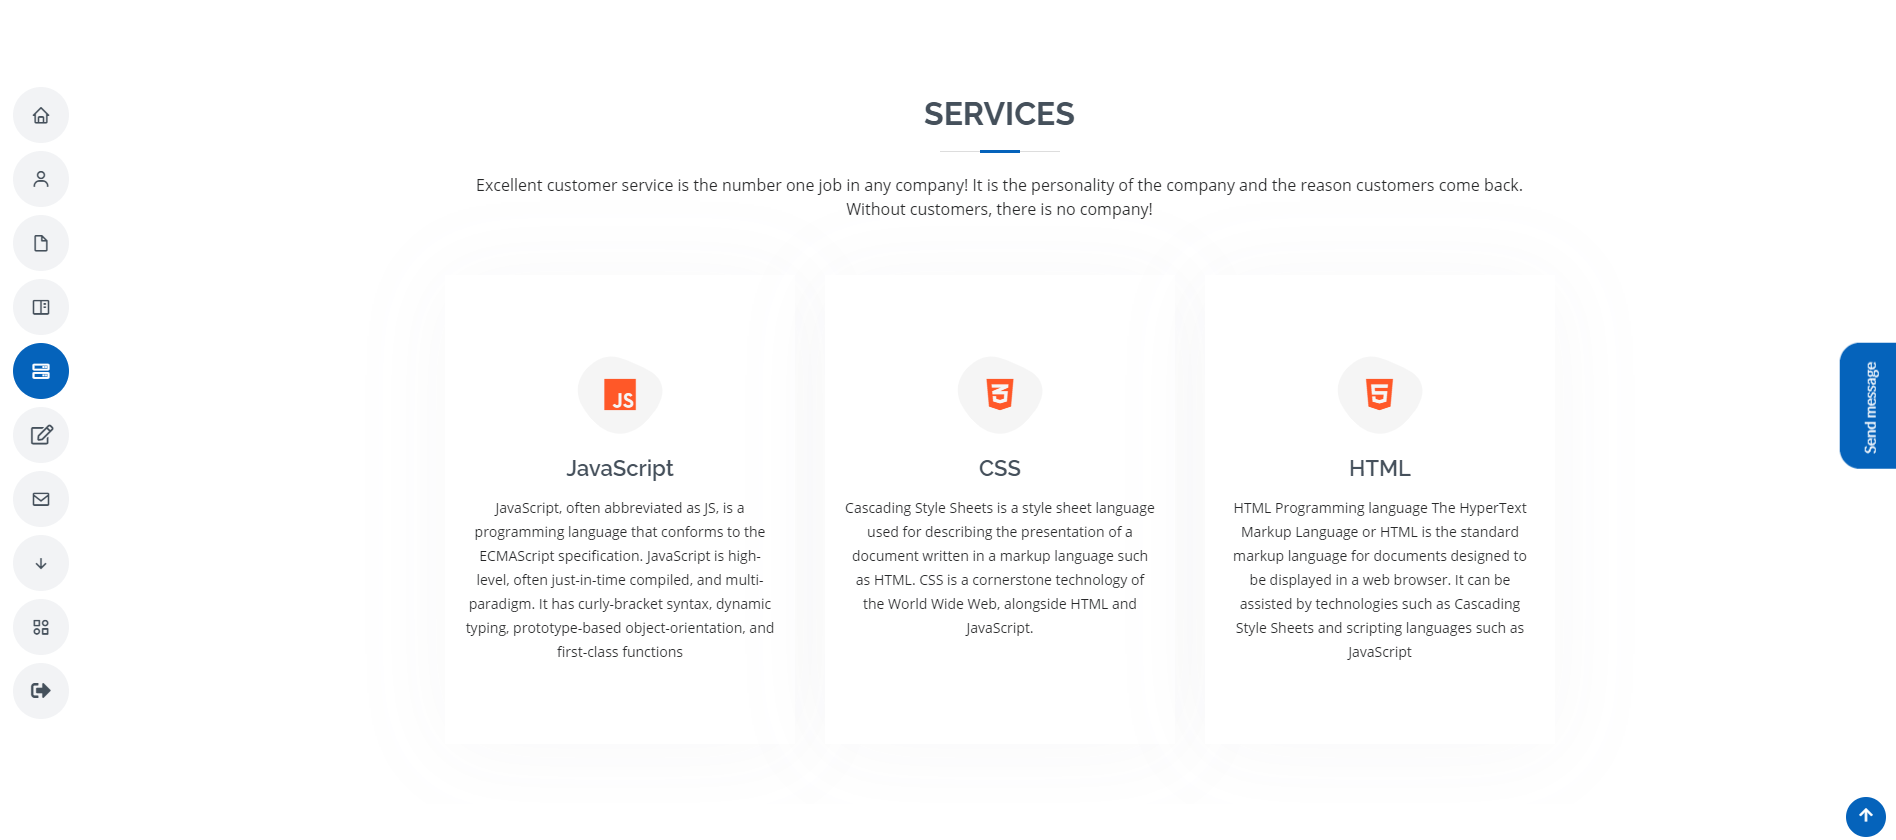 SERVICES
Excellent customer service is the number one job in any company! It is the personality of the company and the reason customers come back.
Without customers, there is no company!
JS
JavaScript
JavaScript, often abbreviated as JS, is a
programming language that conforms to the
ECMAScript specification. JavaScript is high-
level, often just-in-time compiled, and multi-
paradigm. It has curly-bracket syntax, dynamic
typing, prototype-based object-orientation, and
first-class functions
3
CSS
Cascading Style Sheets is a style sheet language
used for describing the presentation of a
document written in a markup language such
as HTML. CSS is a cornerstone technology of
the World Wide Web, alongside HTML and
JavaScript.
5
HTML
HTML Programming language The HyperText
Markup Language or HTML is the standard
markup language for documents designed to
be displayed in a web browser. It can be
assisted by technologies such as Cascading
Style Sheets and scripting languages such as
JavaScript
Send message